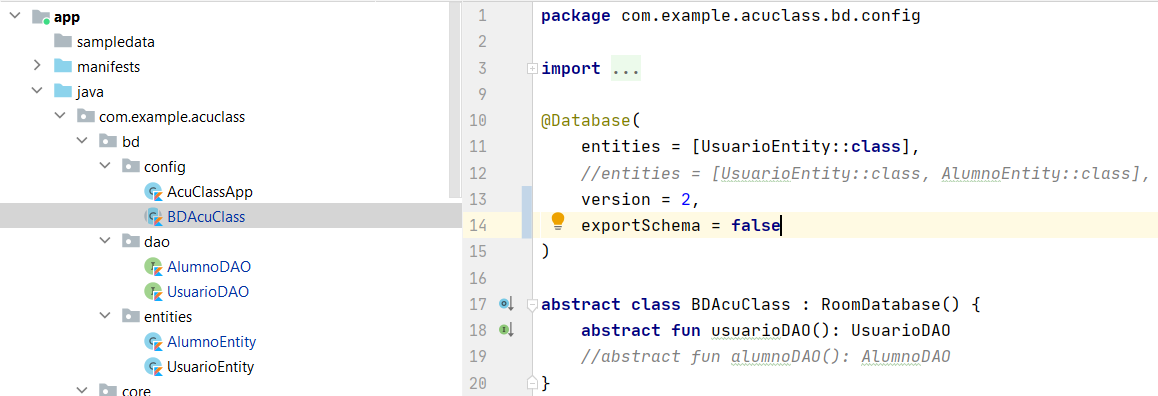 app
sampledata
manifests
java
com.example.acuclass
bd
config
AcuClassApp
BDAcuClass
dao
AlumnoDAO
UsuarioDAO
entities
AlumnoEntity
UsuarioEntity
core
1 package com.example.acuclass.bd.config
2
3 import ...
9
10 @Database(
11 entities = [UsuarioEntity::class],
12 //entities = [UsuarioEntity::class, AlumnoEntity::class],
13 version = 2,
14 exportSchema = false
15 )
16
17 abstract class BDAcuClass : RoomDatabase() {
18 abstract fun usuarioDAO(): UsuarioDAO
19 //abstract fun alumnoDAO(): AlumnoDAO
20 }